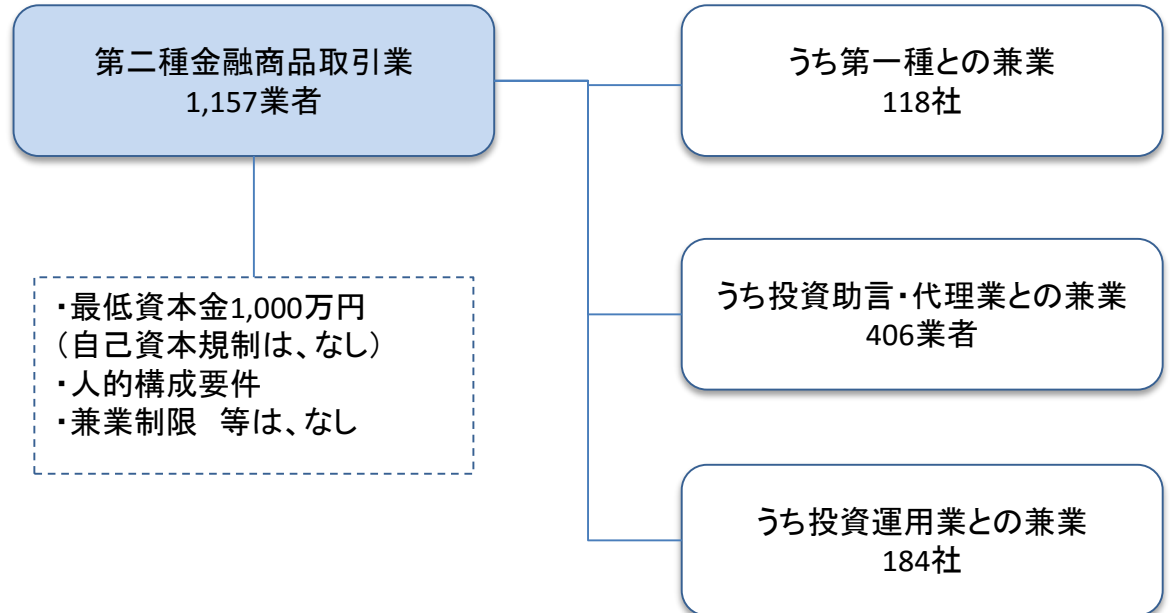 第二種金融商品取引業
1,157業者
・最低資本金1,000万円
（自己資本規制は、なし）
・人的構成要件
・兼業制限　等は、なし
うち第一種との兼業
118社
うち投資助言・代理業との兼業
406業者
うち投資運用業との兼業
184社